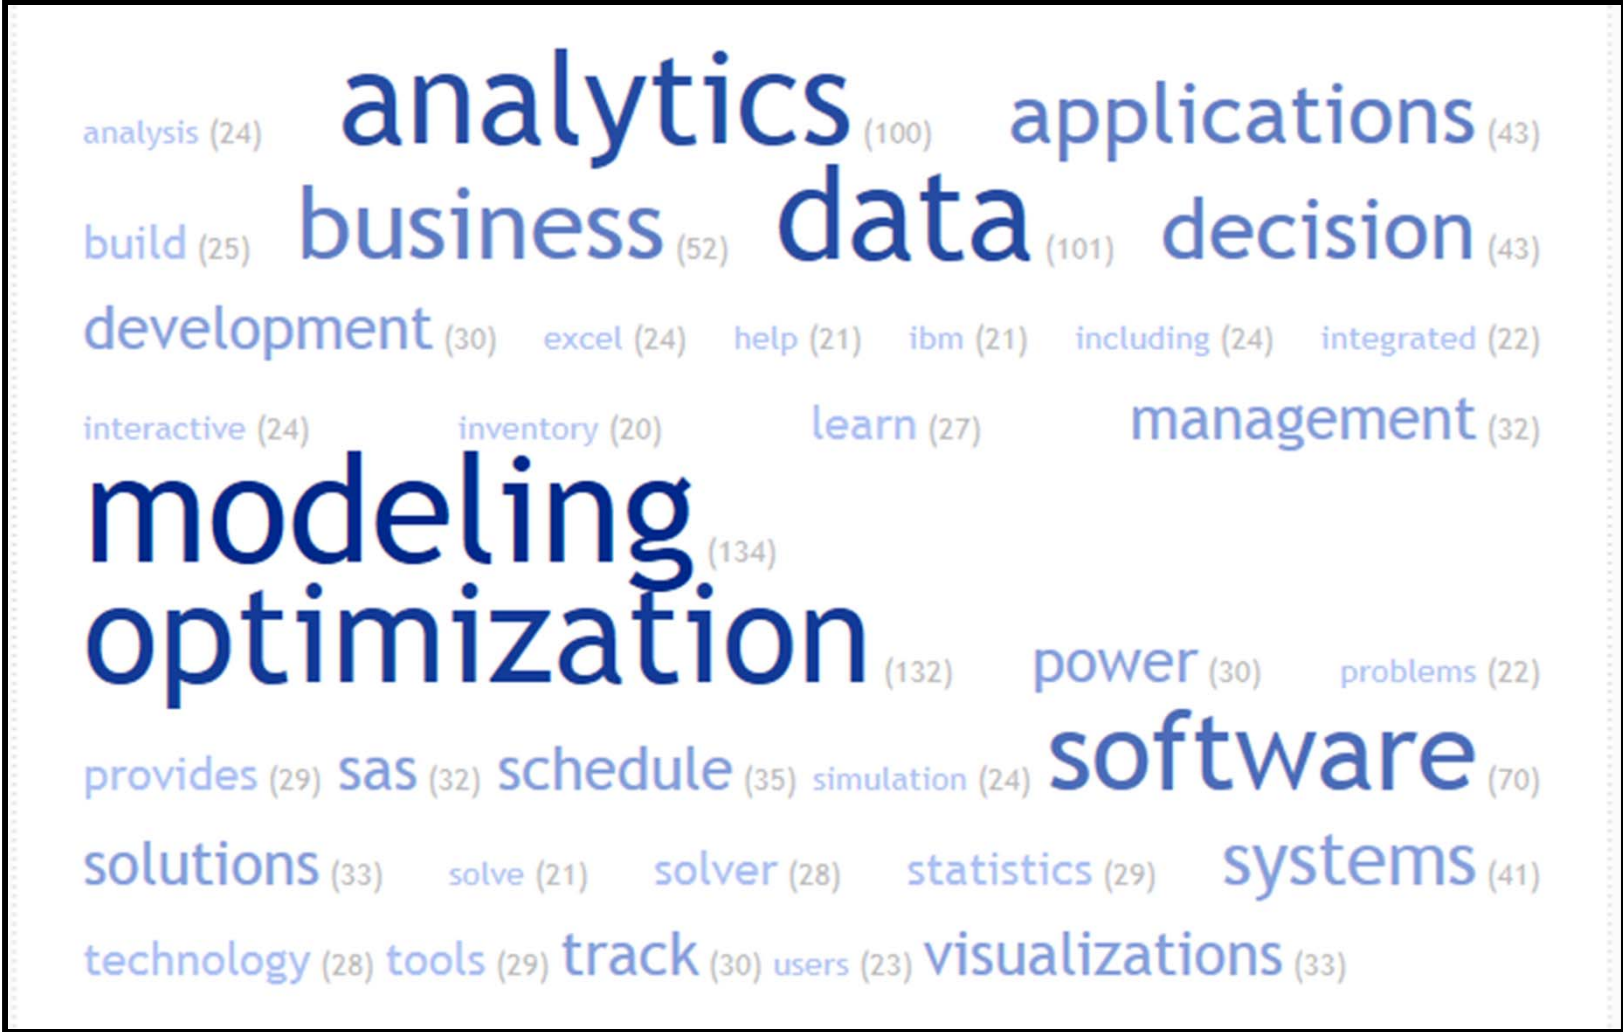 analysis (24) analytics (100) applications (43)
build (25) business (52) data (101) decision (43)
development (30) excel (24) help (21) ibm (21) including (24) integrated (22)
interactive (24) inventory (20) learn (27) management (32)
modeling (134)
optimization (132) power (30) problems (22)
provides (29) sas (32) schedule (35) simulation (24) software (70)
solutions (33) solve (21) solver (28) statistics (29) systems (41)
technology (28) tools (29) track (30) users (23) visualizations (33)